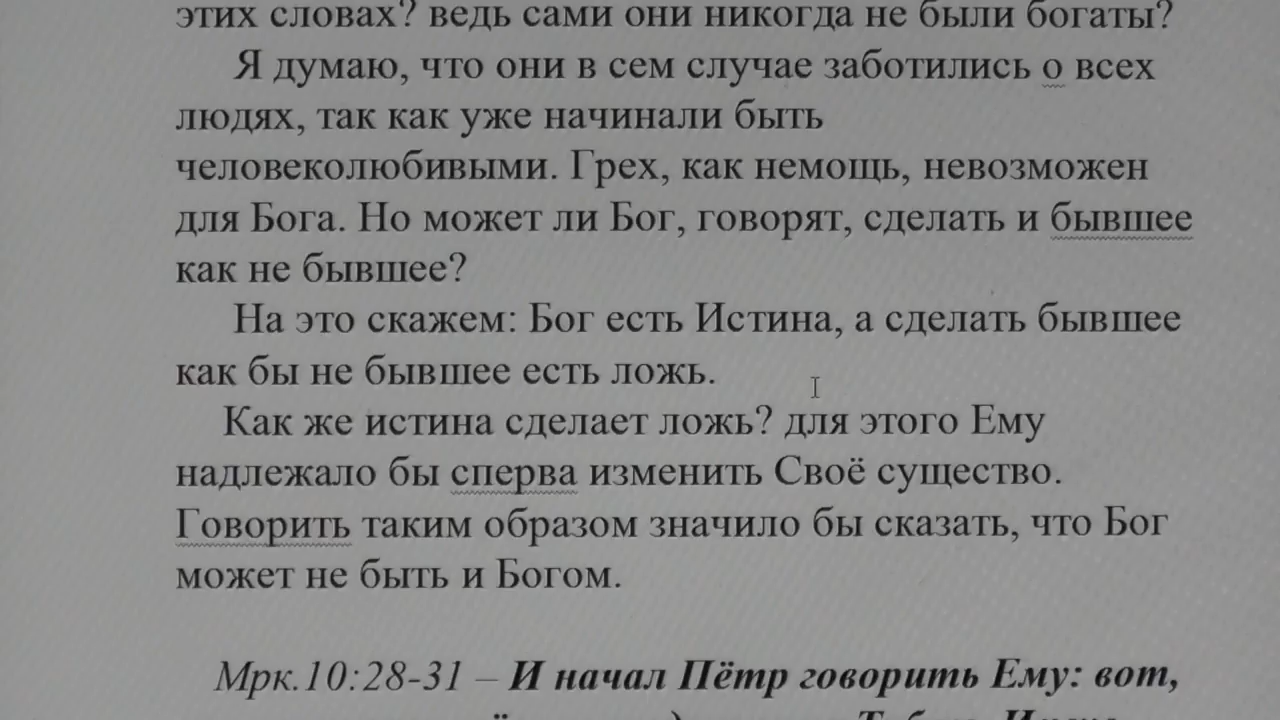 этих словах? ведь сами они никогда не были богаты?
Я думаю, что они в сем случае заботились о всех
людях, так как уже начинали быть
человеколюбивыми. Грех, как немощь, невозможен
для Бога. Но может ли Бог, говорят, сделать и бывшее
как не бывшее?
На это скажем: Бог есть Истина, а сделать бывшее
как бы не бывшее есть ложь.
Как же истина сделает ложь? для этого Ему
надлежало бы сперва изменить Своё существо.
Говорить таким образом значило бы сказать, что Бог
может не быть и Богом.
Мрк.10:28-31 – И начал Пётр говорить Ему: вот,